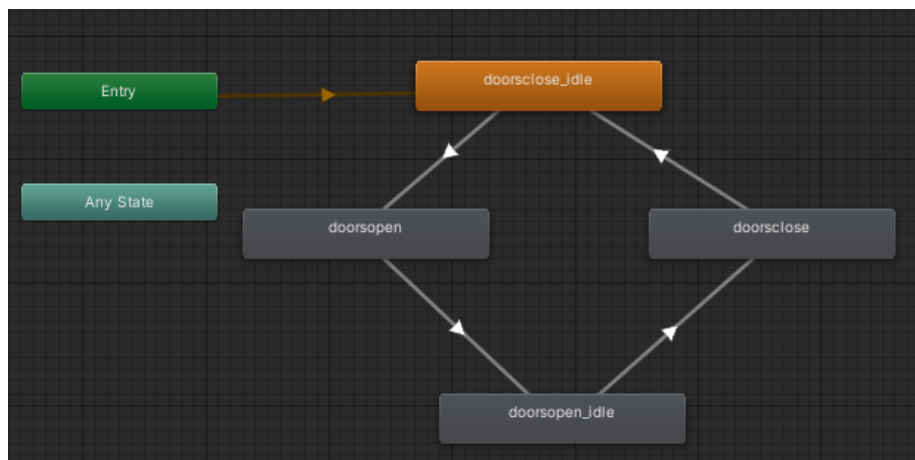 Entry
doorsclose_idle
Any State
doorsopen
doorsclose
doorsopen_idle